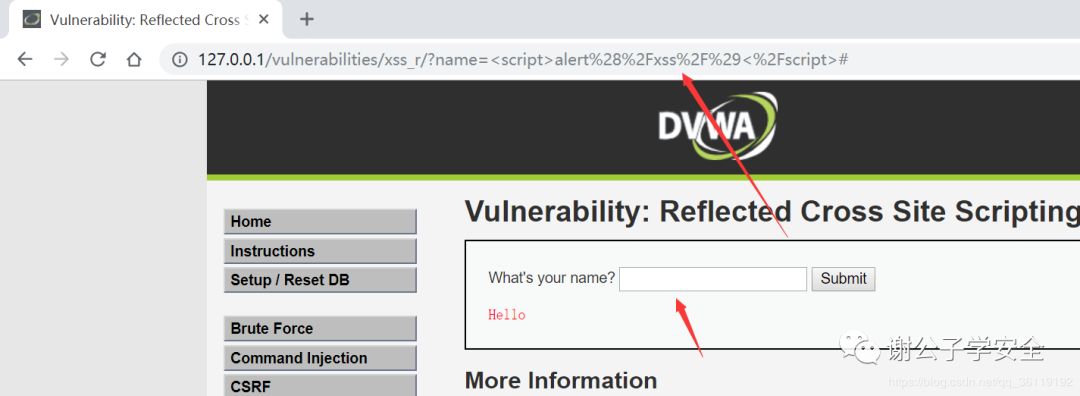 Vulnerability: Reflected Cross S
127.0.0.1/vulnerabilities/xss_r/?name=<script>alert%28%2Fxss%2F%29<%2Fscript>#
DVWA
Home
Instructions
Setup / Reset DB
Brute Force
Command Injection
CSRF
Vulnerability: Reflected Cross Site Scripting
What's your name?
Submit
Hello
More Information
谢公子学安全
https://blog.csdn.net/qq_36119192